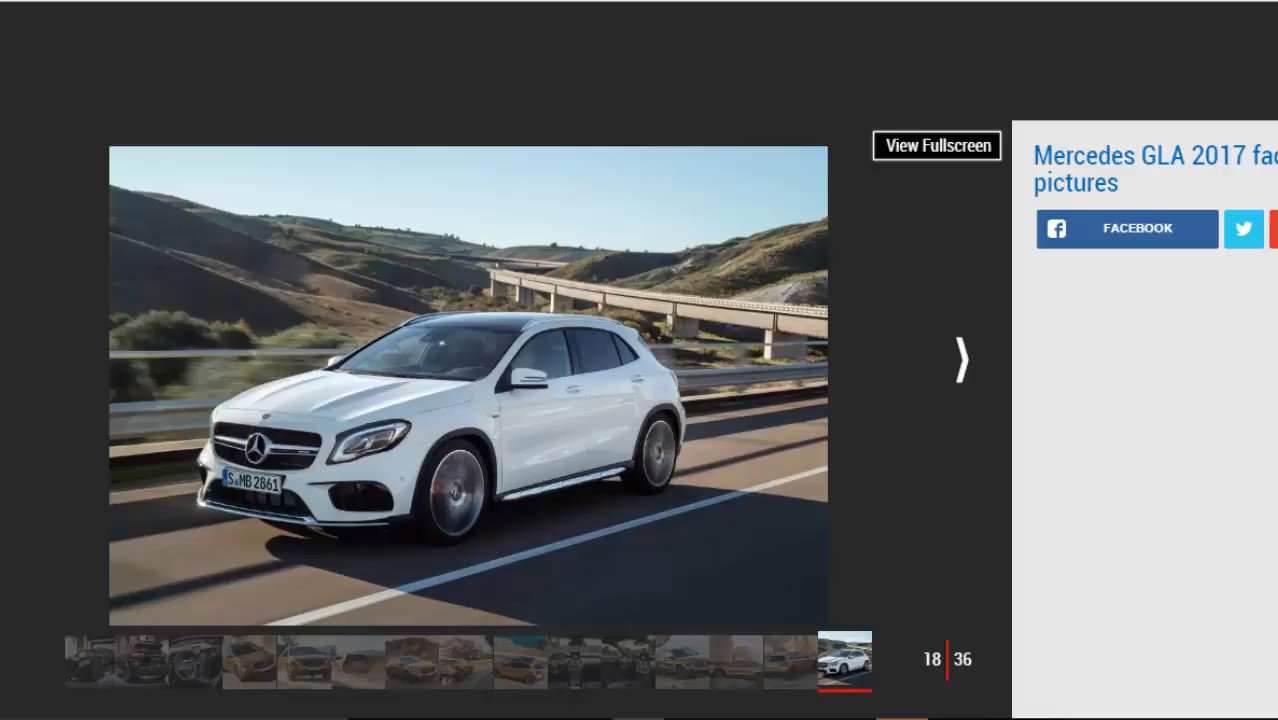 View Fullscreen
Mercedes GLA 2017 fac
pictures
FACEBOOK
S MB 2861
18 36